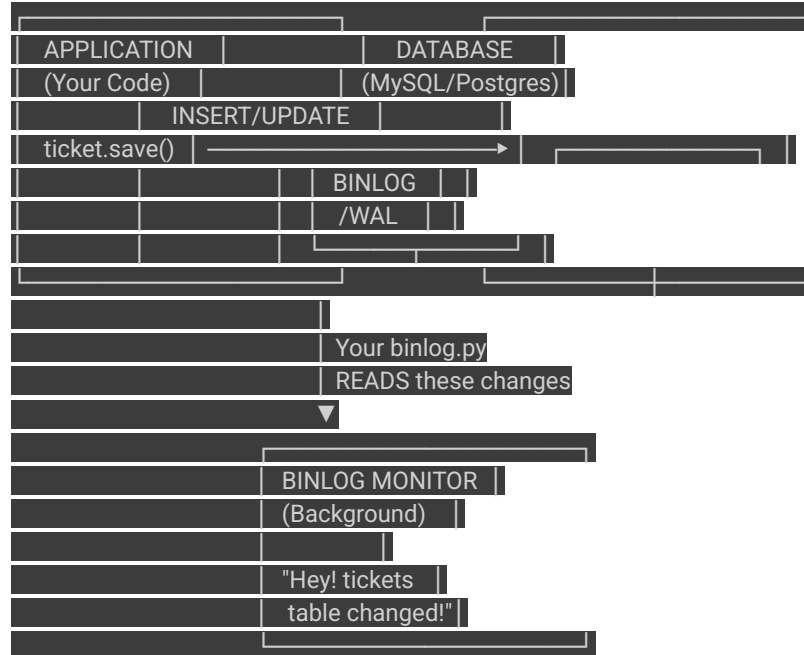 APPLICATION DATABASE
(Your Code) (MySQL/Postgres)
INSERT/UPDATE
ticket.save()
BINLOG
/WAL
Your binlog.py
READS these changes
BINLOG MONITOR
(Background)
"Hey! tickets
table changed!"